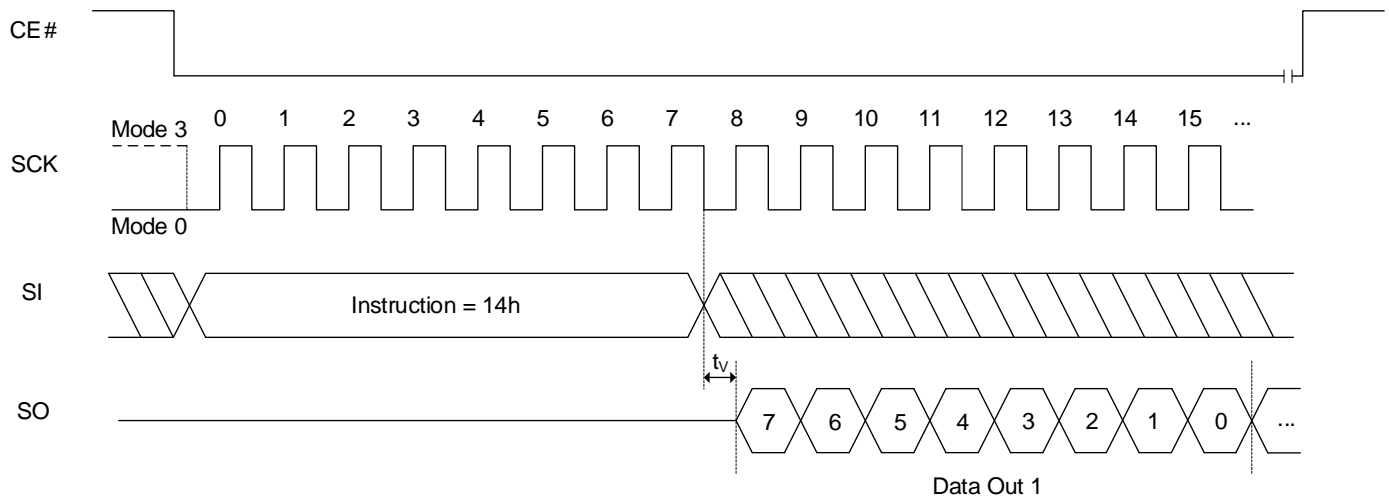 CE#
0 1 2 3 4 5 6 7 8 9 10 11 12 13 14 15 ...
Mode 3
SCK
Mode 0
SI
Instruction = 14h
tV
SO
7 6 5 4 3 2 1 0 ...
Data Out 1